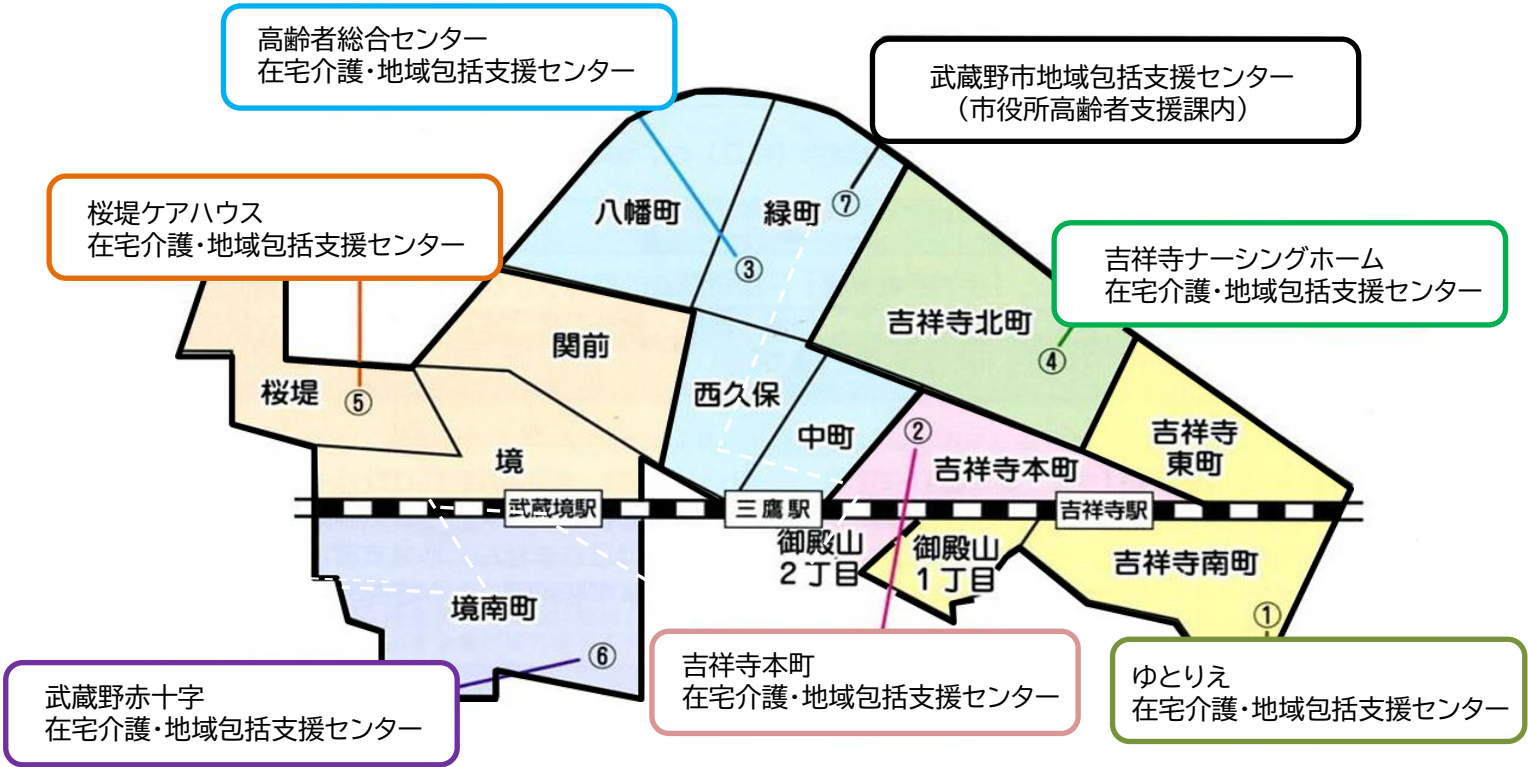 高齢者総合センター
在宅介護・地域包括支援センター
武蔵野市地域包括支援センター
（市役所高齢者支援課内）
桜堤ケアハウス
在宅介護・地域包括支援センター
八幡町
緑町
⑦
③
吉祥寺ナーシングホーム
在宅介護・地域包括支援センター
吉祥寺北町
④
関前
桜堤
⑤
西久保
中町
②
吉祥寺
東町
境
吉祥寺本町
武蔵境駅
三鷹駅
吉祥寺駅
御殿山
２丁目
御殿山
１丁目
吉祥寺南町
①
境南町
⑥
武蔵野赤十字
在宅介護・地域包括支援センター
吉祥寺本町
在宅介護・地域包括支援センター
ゆとりえ
在宅介護・地域包括支援センター